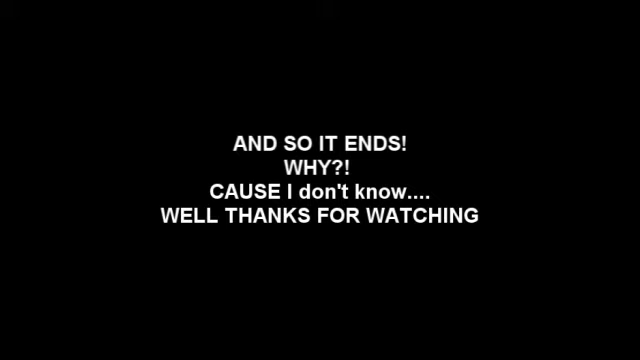 AND SO IT ENDS!
WHY?!
CAUSE I don't know....
WELL THANKS FOR WATCHING